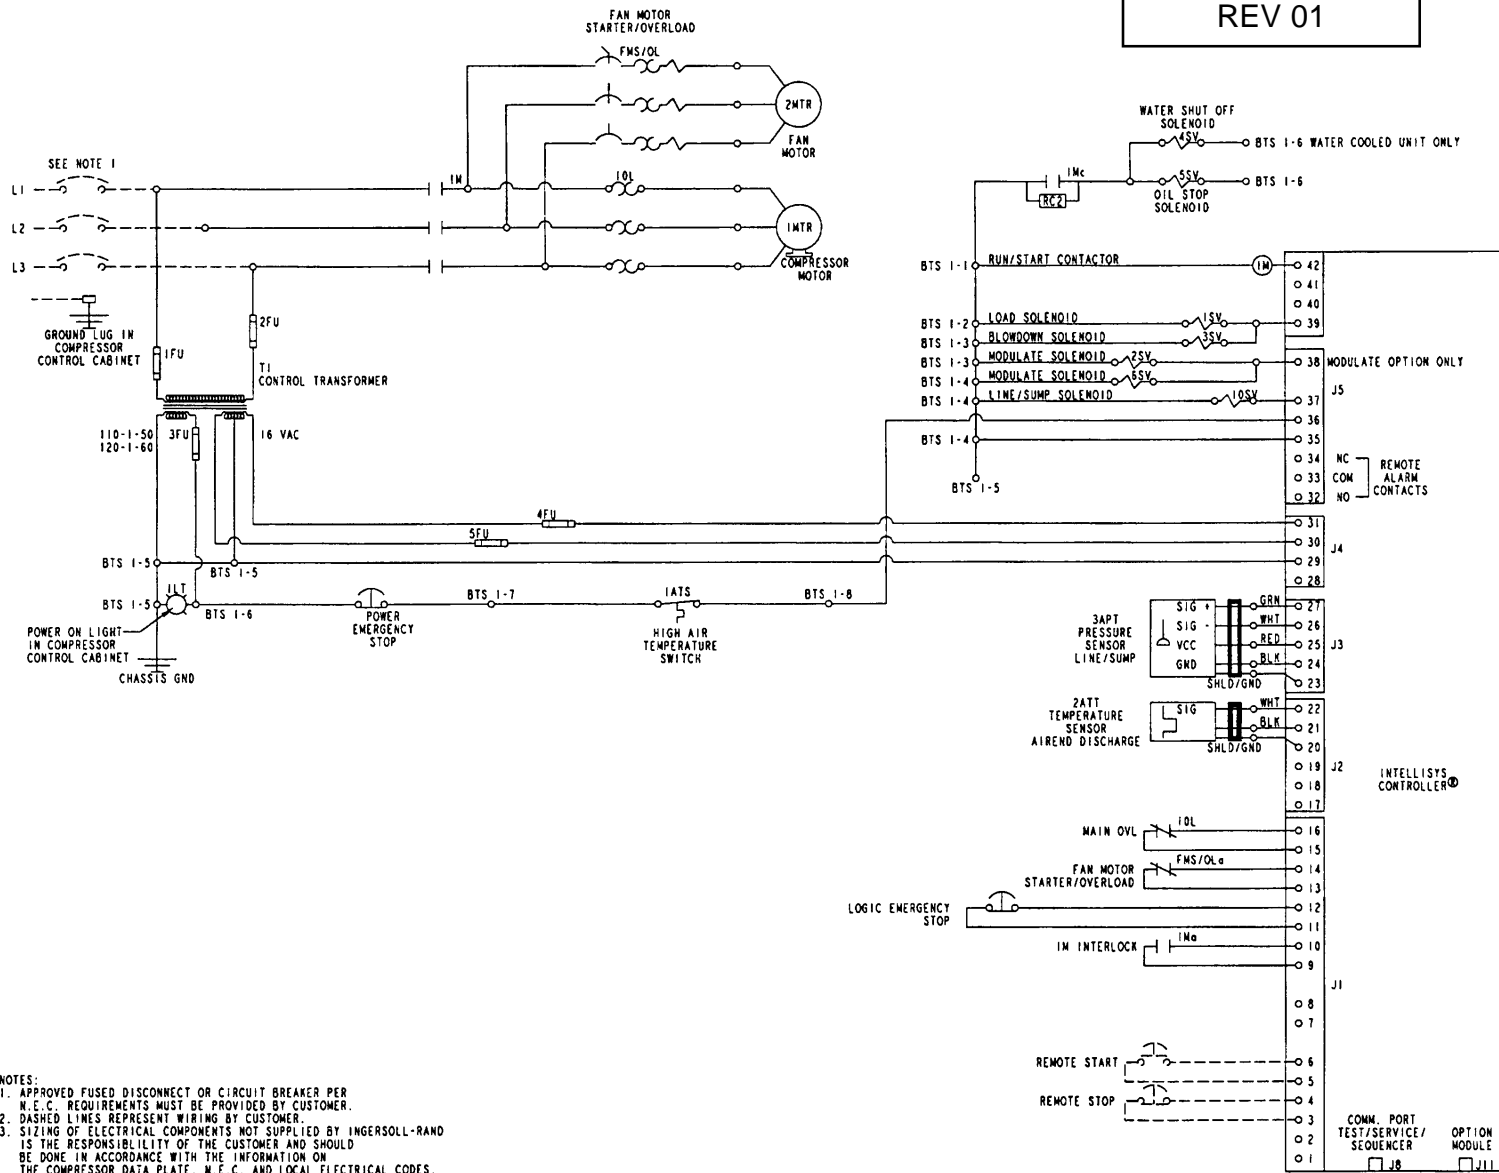 REV 01
FAN MOTOR
STARTER/OVERLOAD
FMS/OL
2MTR
FAN
MOTOR
SEE NOTE 1
L1
L2
L3
1M
1OL
1MTR
COMPRESSOR
MOTOR
GROUND LUG IN
COMPRESSOR
CONTROL CABINET
1FU
2FU
T1
CONTROL TRANSFORMER
110-1-50
120-1-60
3FU
16 VAC
4FU
5FU
BTS 1-5
BTS 1-5
BTS 1-5
1LT
BTS 1-6
POWER ON LIGHT
IN COMPRESSOR
CONTROL CABINET
CHASSIS GND
POWER
EMERGENCY
STOP
BTS 1-7
1ATS
HIGH AIR
TEMPERATURE
SWITCH
BTS 1-8
WATER SHUT OFF
SOLENOID
4SV
BTS 1-6 WATER COOLED UNIT ONLY
1Mc
RC2
5SV
BTS 1-6
OIL STOP
SOLENOID
BTS 1-1 RUN/START CONTACTOR 1M 42
41
40
BTS 1-2 LOAD SOLENOID 1SV 39
BTS 1-3 BLOWDOWN SOLENOID 3SV
BTS 1-3 MODULATE SOLENOID 2SV 38 MODULATE OPTION ONLY
BTS 1-4 MODULATE SOLENOID 6SV
J5
BTS 1-4 LINE/SUMP SOLENOID 10SV 37
36
BTS 1-4 35
34 NC
33 COM
32 NO
REMOTE
ALARM
CONTACTS
BTS 1-5
31
30
29
28
J4
3APT
PRESSURE
SENSOR
LINE/SUMP
SIG + GRN 27
SIG - WHT 26
VCC RED 25
GND BLK 24
SHLD/GND 23
J3
2ATT
TEMPERATURE
SENSOR
AIREND DISCHARGE
SIG WHT 22
BLK 21
SHLD/GND 20
19
18
17
J2
INTELLISYS
CONTROLLER®
MAIN OVL 1OL 16
15
FAN MOTOR
STARTER/OVERLOAD
FMS/OLa 14
13
LOGIC EMERGENCY
STOP
12
11
1M INTERLOCK 1Ma 10
9
J1
8
7
REMOTE START 6
5
REMOTE STOP 4
3
2
1
COMM. PORT
TEST/SERVICE/
SEQUENCER
J8
OPTION
MODULE
J11
NOTES:
1. APPROVED FUSED DISCONNECT OR CIRCUIT BREAKER PER
N.E.C. REQUIREMENTS MUST BE PROVIDED BY CUSTOMER.
2. DASHED LINES REPRESENT WIRING BY CUSTOMER.
3. SIZING OF ELECTRICAL COMPONENTS NOT SUPPLIED BY INGERSOLL-RAND
IS THE RESPONSIBLILITY OF THE CUSTOMER AND SHOULD
BE DONE IN ACCORDANCE WITH THE INFORMATION ON
THE COMPRESSOR DATA PLATE, N.E.C. AND LOCAL ELECTRICAL CODES.